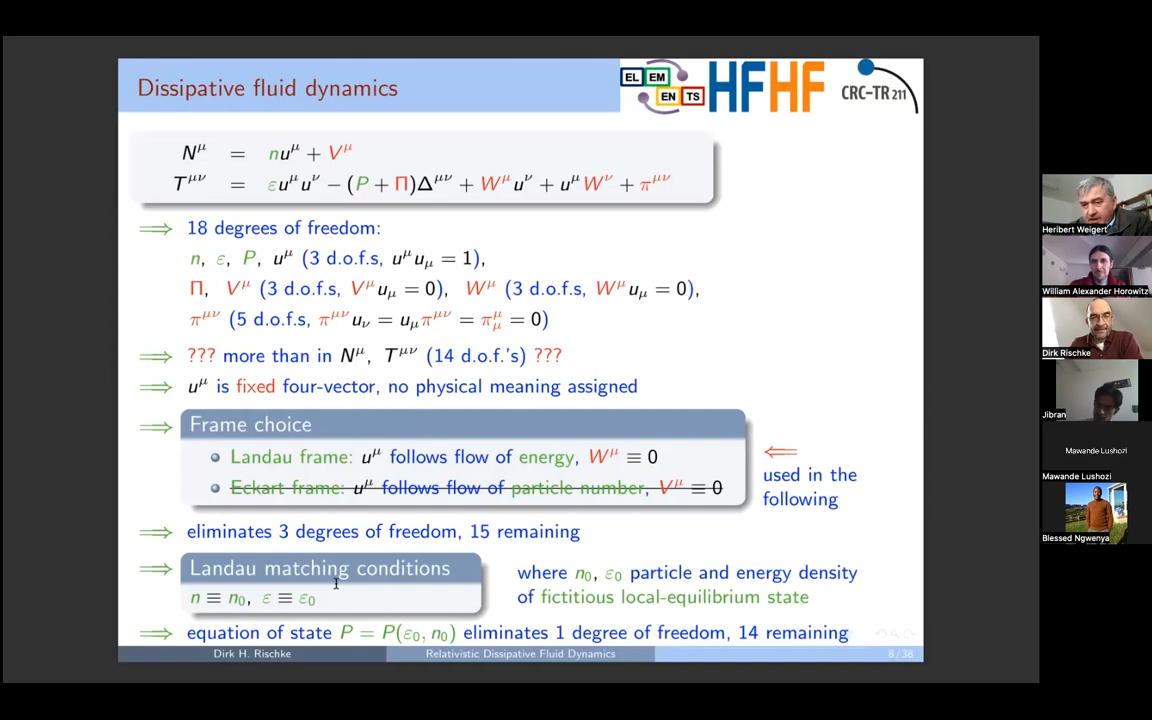 Dissipative fluid dynamics
EL EM
EN TS
HFHF
CRC-TR 211
N^μ = nu^μ + V^μ
T^μν = εu^μu^ν − (P + Π)Δ^μν + W^μu^ν + u^μW^ν + π^μν
⟹ 18 degrees of freedom:
n, ε, P, u^μ (3 d.o.f.s, u^μu_μ = 1),
Π, V^μ (3 d.o.f.s, V^μu_μ = 0), W^μ (3 d.o.f.s, W^μu_μ = 0),
π^μν (5 d.o.f.s, π^μνu_ν = u_μπ^μν = π^μ_μ = 0)
⟹ ??? more than in N^μ, T^μν (14 d.o.f.'s) ???
⟹ u^μ is fixed four-vector, no physical meaning assigned
⟹ Frame choice
Landau frame: u^μ follows flow of energy, W^μ ≡ 0
Eckart frame: u^μ follows flow of particle number, V^μ ≡ 0
⟸
used in the
following
⟹ eliminates 3 degrees of freedom, 15 remaining
⟹ Landau matching conditions
n ≡ n₀, ε ≡ ε₀
where n₀, ε₀ particle and energy density
of fictitious local-equilibrium state
⟹ equation of state P = P(ε₀, n₀) eliminates 1 degree of freedom, 14 remaining
Dirk H. Rischke
Relativistic Dissipative Fluid Dynamics
8/38
Heribert Weigert
William Alexander Horowitz
Dirk Rischke
Jibran
Mawande Lushozi
Mawande Lushozi
Blessed Ngwenya